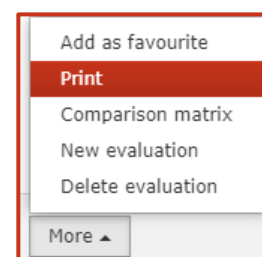 Add as favourite
Print
Comparison matrix
New evaluation
Delete evaluation
More ▲